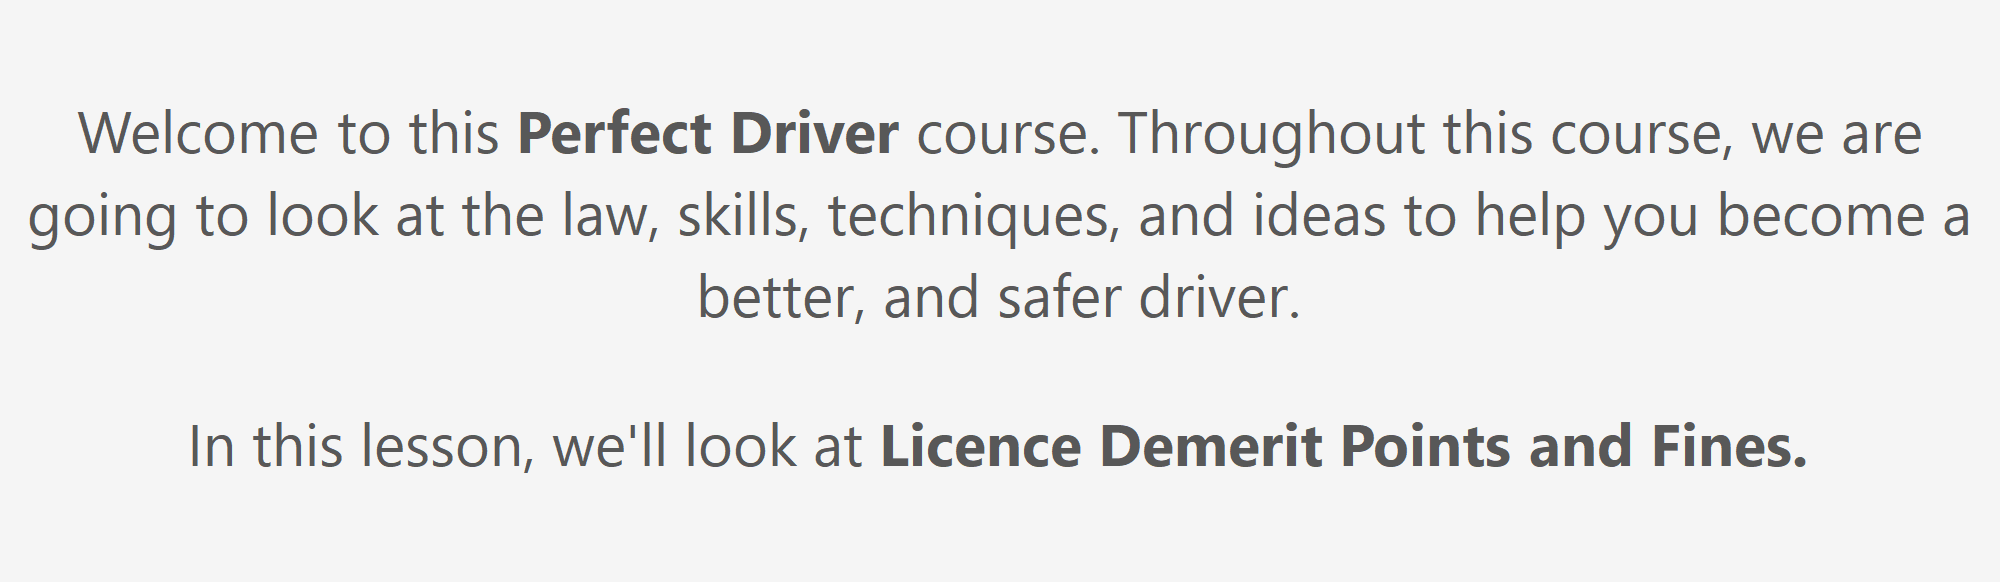 Welcome to this Perfect Driver course. Throughout this course, we are
going to look at the law, skills, techniques, and ideas to help you become a
better, and safer driver.
In this lesson, we'll look at Licence Demerit Points and Fines.